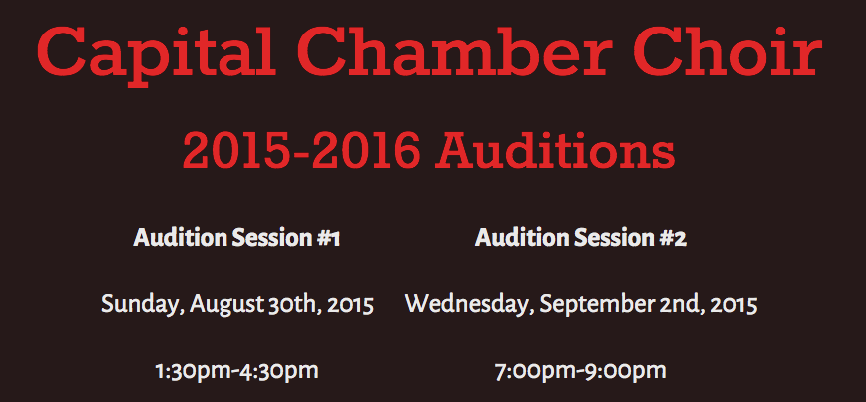 Capital Chamber Choir
2015-2016 Auditions
Audition Session #1
Sunday, August 30th, 2015
1:30pm-4:30pm
Audition Session #2
Wednesday, September 2nd, 2015
7:00pm-9:00pm